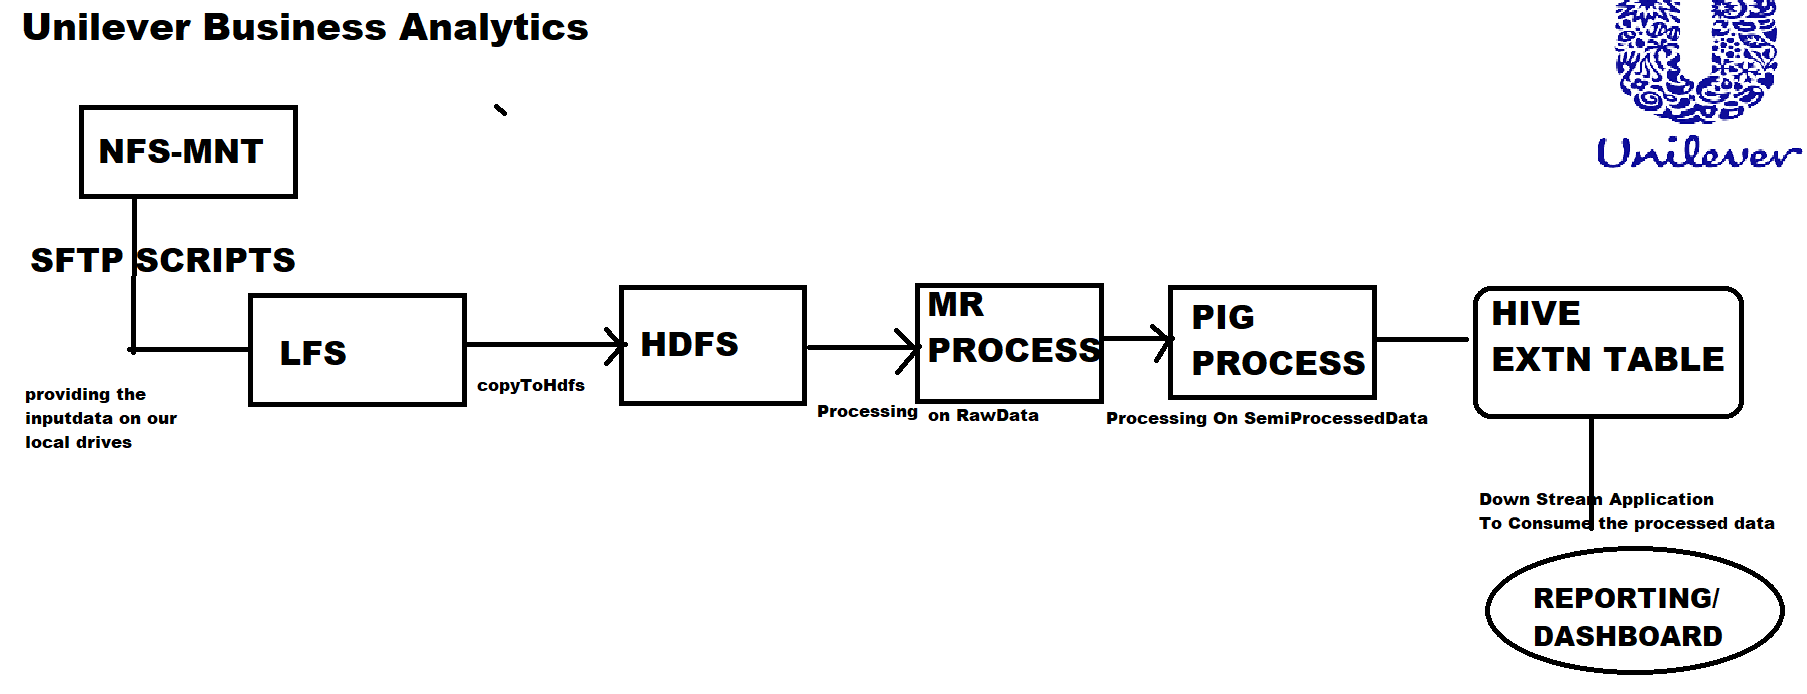 Unilever Business Analytics
Unilever
NFS-MNT
SFTP SCRIPTS
LFS
providing the
inputdata on our
local drives
copyToHdfs
HDFS
Processing
MR
PROCESS
on RawData
PIG
PROCESS
Processing On SemiProcessedData
HIVE
EXTN TABLE
Down Stream Application
To Consume the processed data
REPORTING/
DASHBOARD